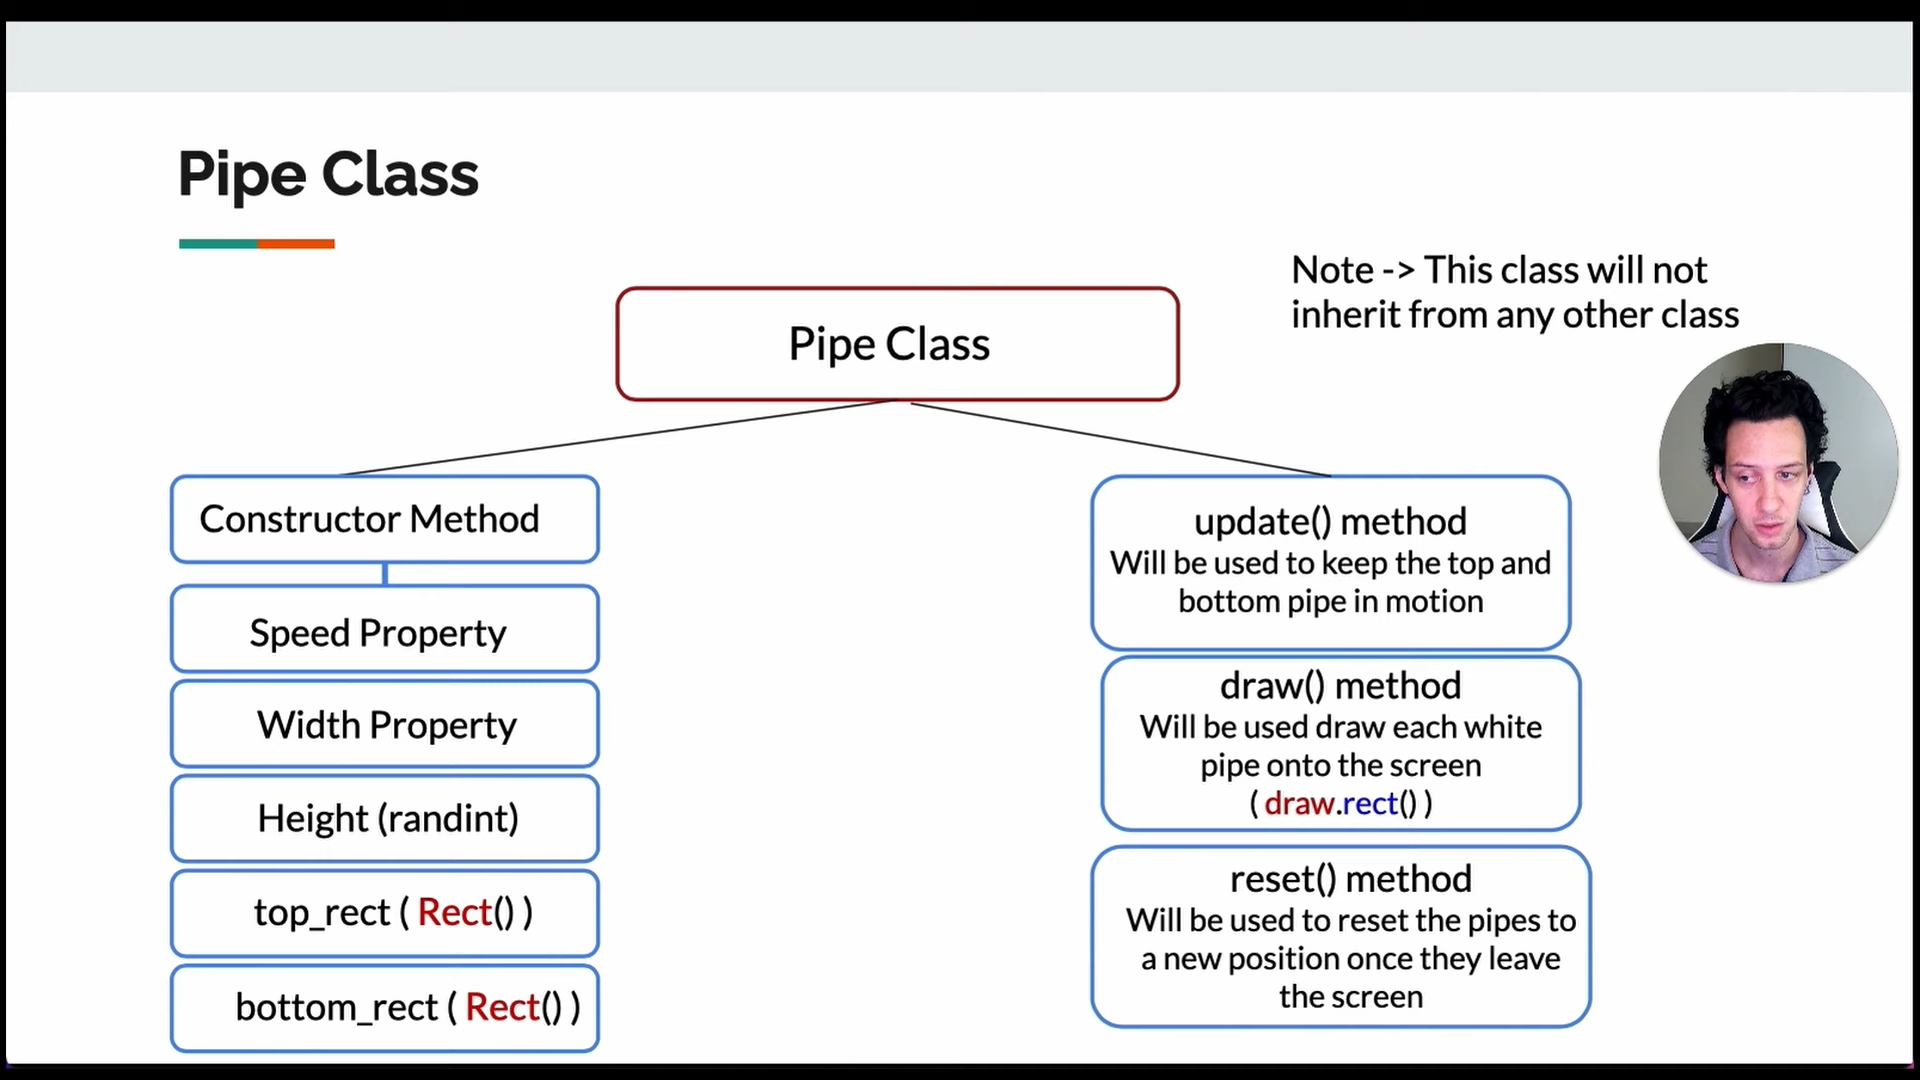 Pipe Class
Note -> This class will not
inherit from any other class
Pipe Class
Constructor Method
Speed Property
Width Property
Height (randint)
top_rect ( Rect() )
bottom_rect ( Rect() )
update() method
Will be used to keep the top and
bottom pipe in motion
draw() method
Will be used draw each white
pipe onto the screen
( draw.rect() )
reset() method
Will be used to reset the pipes to
a new position once they leave
the screen